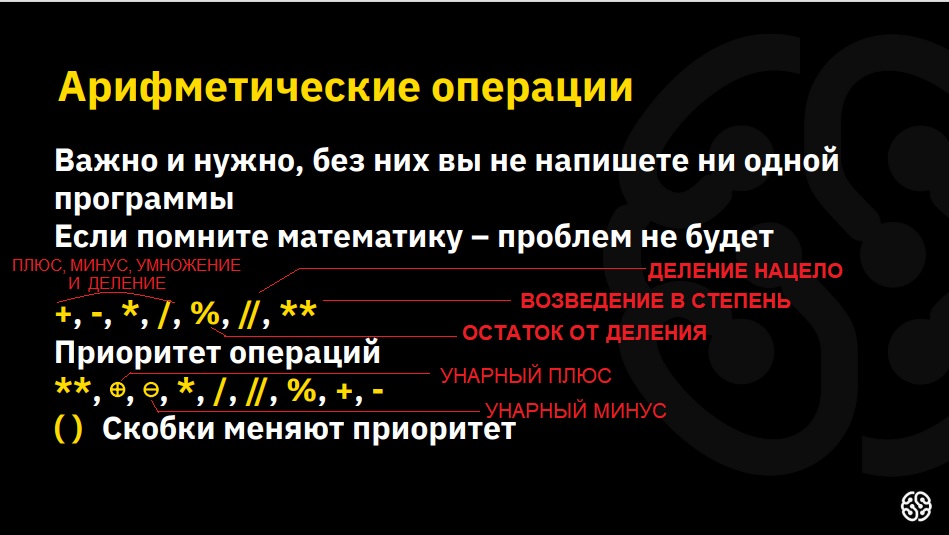 Арифметические операции
Важно и нужно, без них вы не напишете ни одной
программы
Если помните математику – проблем не будет
ПЛЮС, МИНУС, УМНОЖЕНИЕ
И ДЕЛЕНИЕ
ДЕЛЕНИЕ НАЦЕЛО
ВОЗВЕДЕНИЕ В СТЕПЕНЬ
+, -, *, /, %, //, **
ОСТАТОК ОТ ДЕЛЕНИЯ
Приоритет операций
УНАРНЫЙ ПЛЮС
**, ⊕, ⊖, *, /, //, %, +, -
УНАРНЫЙ МИНУС
( ) Скобки меняют приоритет